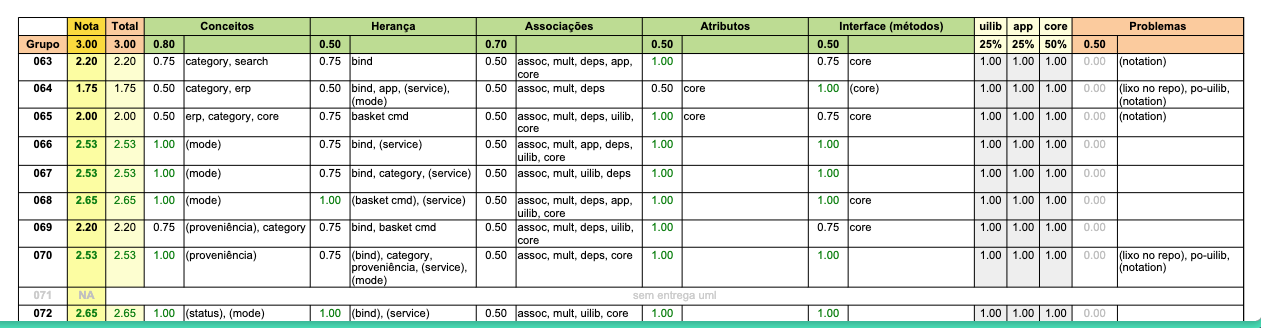 Nota Total Conceitos Herança Associações Atributos Interface (métodos) uilib app core Problemas
Grupo 3.00 3.00 0.80 0.50 0.70 0.50 0.50 25% 25% 50% 0.50
063 2.20 2.20 0.75 category, search 0.75 bind 0.50 assoc, mult, deps, app, 1.00 0.75 core 1.00 1.00 1.00 0.00 (notation)
core
064 1.75 1.75 0.50 category, erp 0.50 bind, app, (service), 0.50 assoc, mult, deps 0.50 core 1.00 (core) 1.00 1.00 1.00 0.00 (lixo no repo), po-uilib,
(mode) (notation)
065 2.00 2.00 0.50 erp, category, core 0.75 basket cmd 0.50 assoc, mult, deps, uilib, 1.00 core 0.75 core 1.00 1.00 1.00 0.00 (notation)
core
066 2.53 2.53 1.00 (mode) 0.75 bind, (service) 0.50 assoc, mult, app, deps, 1.00 1.00 1.00 1.00 1.00 0.00
uilib, core
067 2.53 2.53 1.00 (mode) 0.75 bind, category, (service) 0.50 assoc, mult, uilib, deps 1.00 1.00 1.00 1.00 1.00 0.00
068 2.65 2.65 1.00 (mode) 1.00 (basket cmd), (service) 0.50 assoc, mult, deps, app, 1.00 1.00 core 1.00 1.00 1.00 0.00
uilib, core
069 2.20 2.20 0.75 (proveniência), category 0.75 bind, basket cmd 0.50 assoc, mult, deps, uilib, 1.00 0.75 core 1.00 1.00 1.00 0.00
core
070 2.53 2.53 1.00 (proveniência) 0.75 (bind), category, 0.50 assoc, mult, deps, core 1.00 1.00 1.00 1.00 1.00 0.00 (lixo no repo), po-uilib,
proveniência, (service), (notation)
(mode)
071 NA sem entrega uml
072 2.65 2.65 1.00 (status), (mode) 1.00 (bind), (service) 0.50 assoc, mult, uilib, core 1.00 1.00 1.00 1.00 1.00 0.00